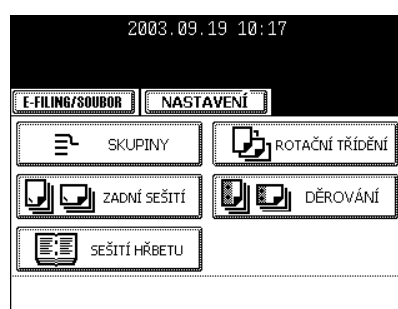 2003.09.19 10:17
E-FILING/SOUBOR NASTAVENÍ
SKUPINY ROTAČNÍ TŘÍDĚNÍ
ZADNÍ SEŠITÍ DĚROVÁNÍ
SEŠITÍ HŘBETU